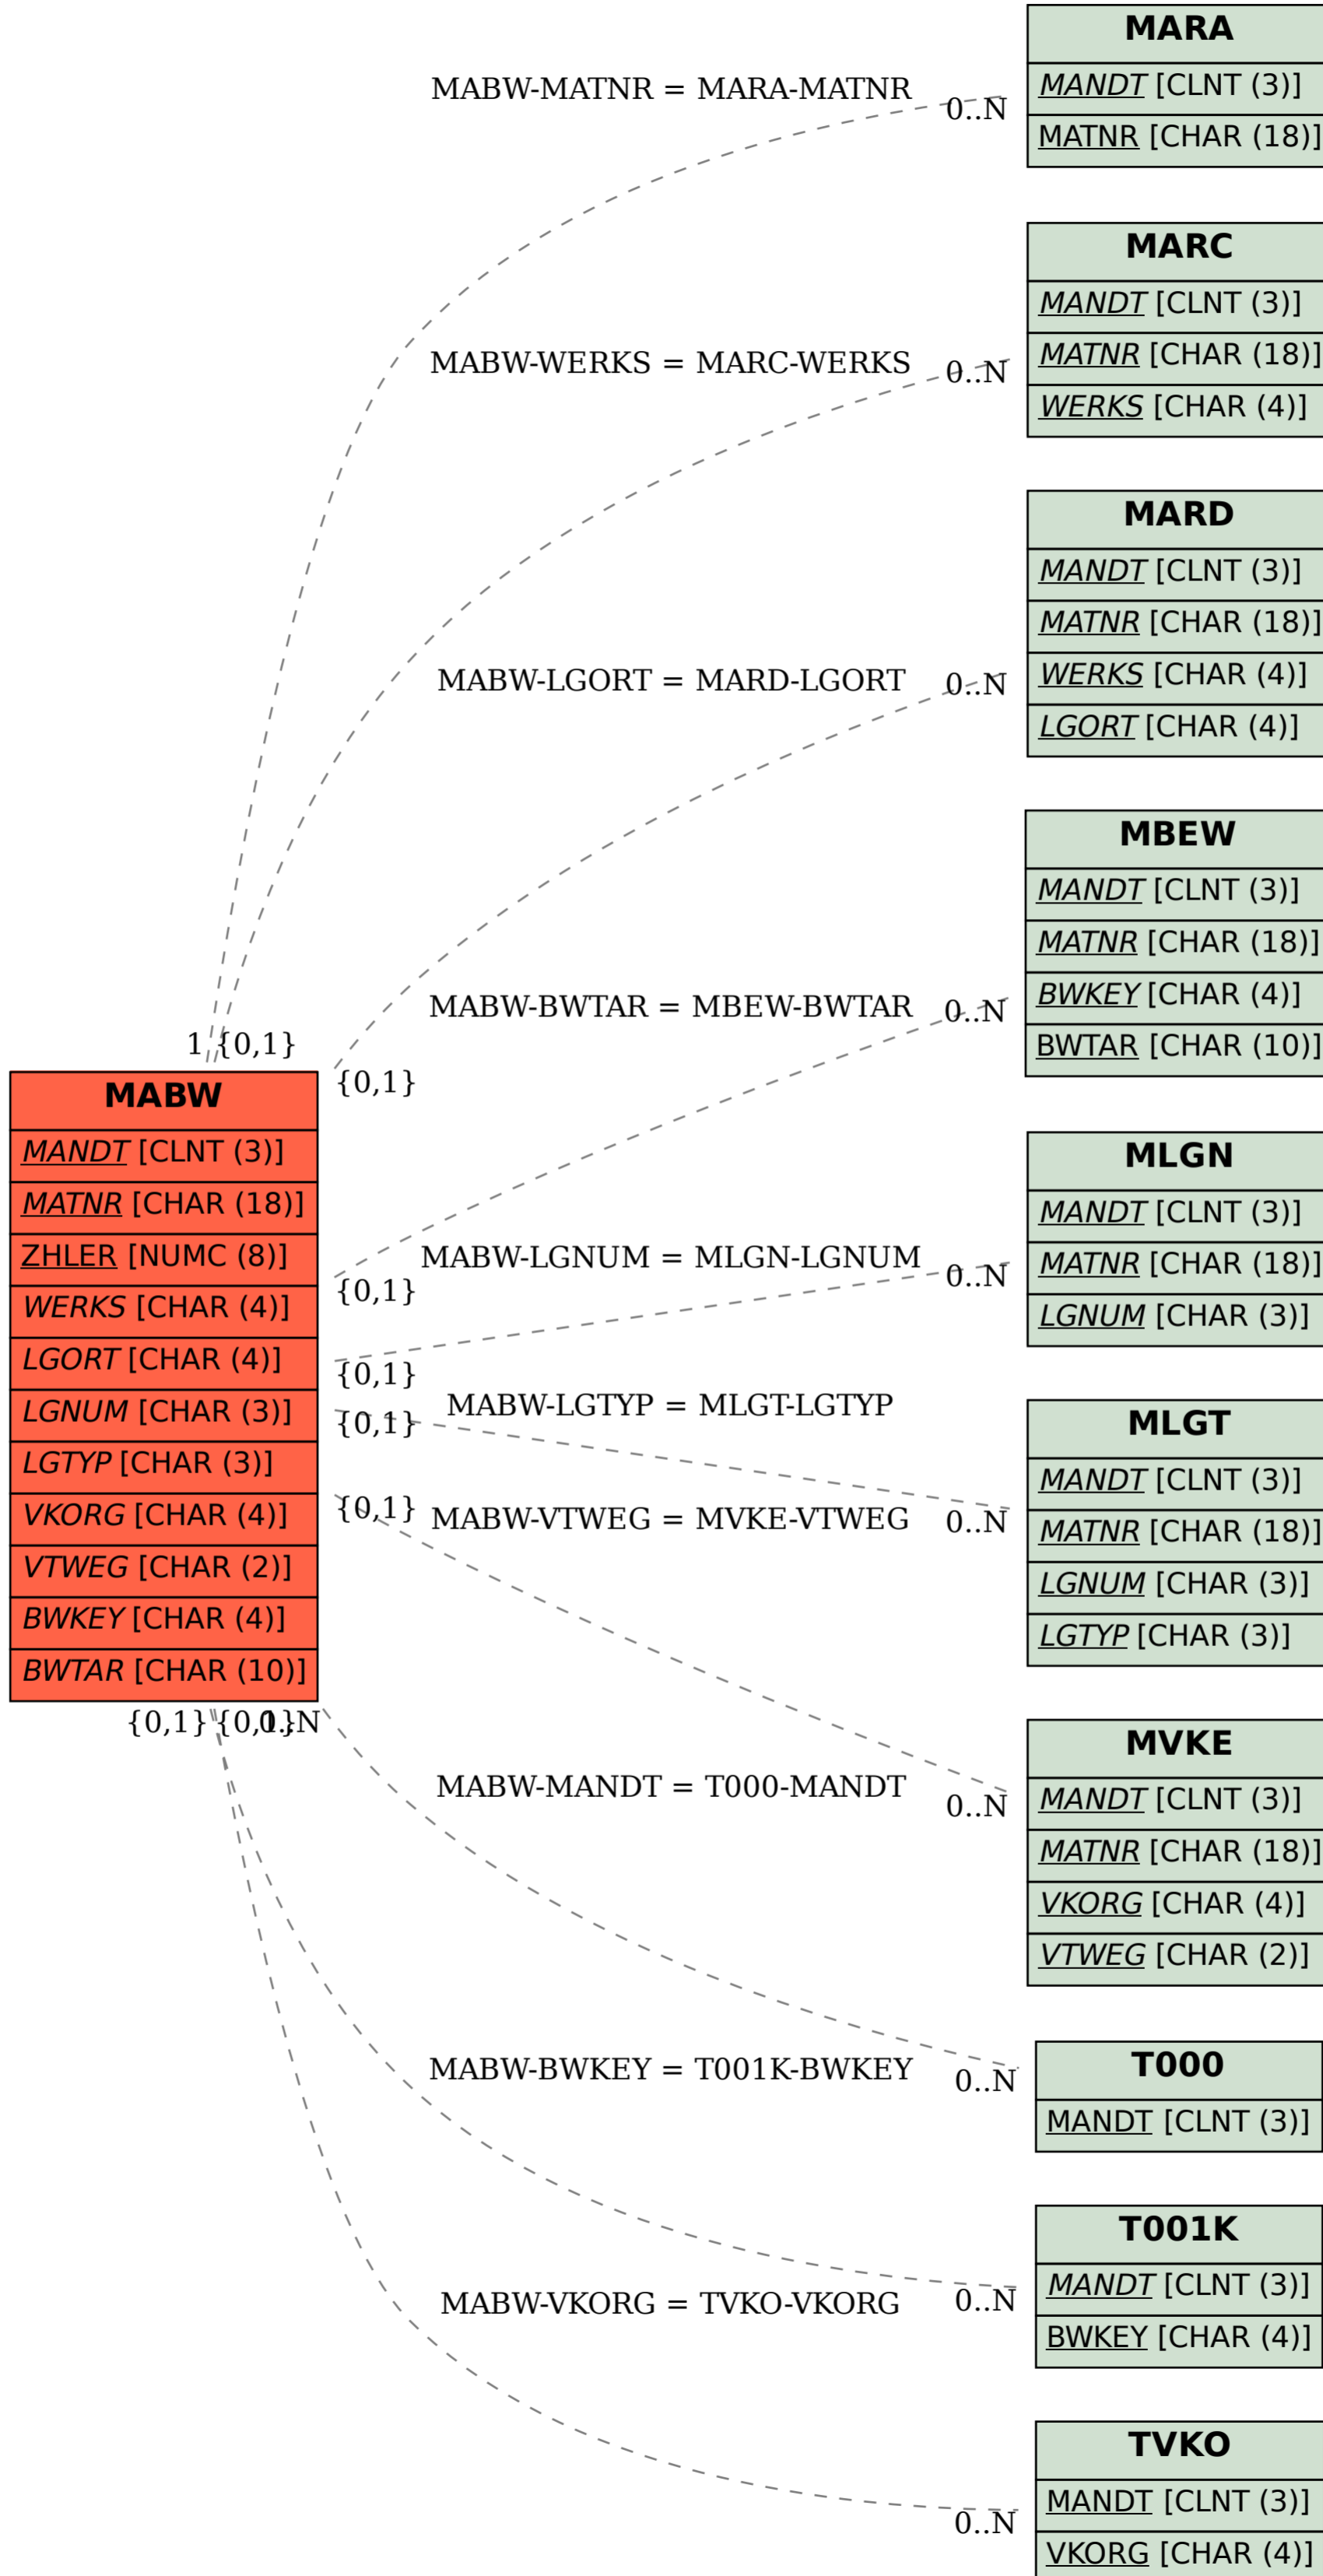 MARA
MANDT [CLNT (3)]
MATNR [CHAR (18)]
MABW-MATNR = MARA-MATNR
0..N
MARC
MANDT [CLNT (3)]
MATNR [CHAR (18)]
WERKS [CHAR (4)]
MABW-WERKS = MARC-WERKS
0..N
MARD
MANDT [CLNT (3)]
MATNR [CHAR (18)]
WERKS [CHAR (4)]
LGORT [CHAR (4)]
MABW-LGORT = MARD-LGORT
0..N
MBEW
MANDT [CLNT (3)]
MATNR [CHAR (18)]
BWKEY [CHAR (4)]
BWTAR [CHAR (10)]
MABW-BWTAR = MBEW-BWTAR
0..N
1 {0,1}
{0,1}
MABW
MANDT [CLNT (3)]
MATNR [CHAR (18)]
ZHLER [NUMC (8)]
WERKS [CHAR (4)]
LGORT [CHAR (4)]
LGNUM [CHAR (3)]
LGTYP [CHAR (3)]
VKORG [CHAR (4)]
VTWEG [CHAR (2)]
BWKEY [CHAR (4)]
BWTAR [CHAR (10)]
{0,1}
MABW-LGNUM = MLGN-LGNUM
0..N
{0,1}
MABW-LGTYP = MLGT-LGTYP
{0,1}
{0,1}
MABW-VTWEG = MVKE-VTWEG
0..N
{0,1}
{0,1}
0..N
MLGN
MANDT [CLNT (3)]
MATNR [CHAR (18)]
LGNUM [CHAR (3)]
MLGT
MANDT [CLNT (3)]
MATNR [CHAR (18)]
LGNUM [CHAR (3)]
LGTYP [CHAR (3)]
MVKE
MANDT [CLNT (3)]
MATNR [CHAR (18)]
VKORG [CHAR (4)]
VTWEG [CHAR (2)]
MABW-MANDT = T000-MANDT
0..N
T000
MANDT [CLNT (3)]
MABW-BWKEY = T001K-BWKEY
0..N
T001K
MANDT [CLNT (3)]
BWKEY [CHAR (4)]
MABW-VKORG = TVKO-VKORG
0..N
TVKO
MANDT [CLNT (3)]
VKORG [CHAR (4)]
0..N